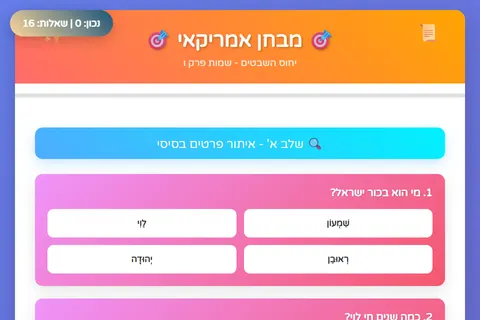 נכון: 0 | שאלות: 16
🎯 מבחן אמריקאי 🎯
יחוס השבטים - שמות פרק ו
🔍 שלב א' - איתור פרטים בסיסי
1. מי הוא בכור ישראל?
שִׁמְעוֹן
לֵוִי
רְאוּבֵן
יְהוּדָה
2. כמה שנים חי לוי?